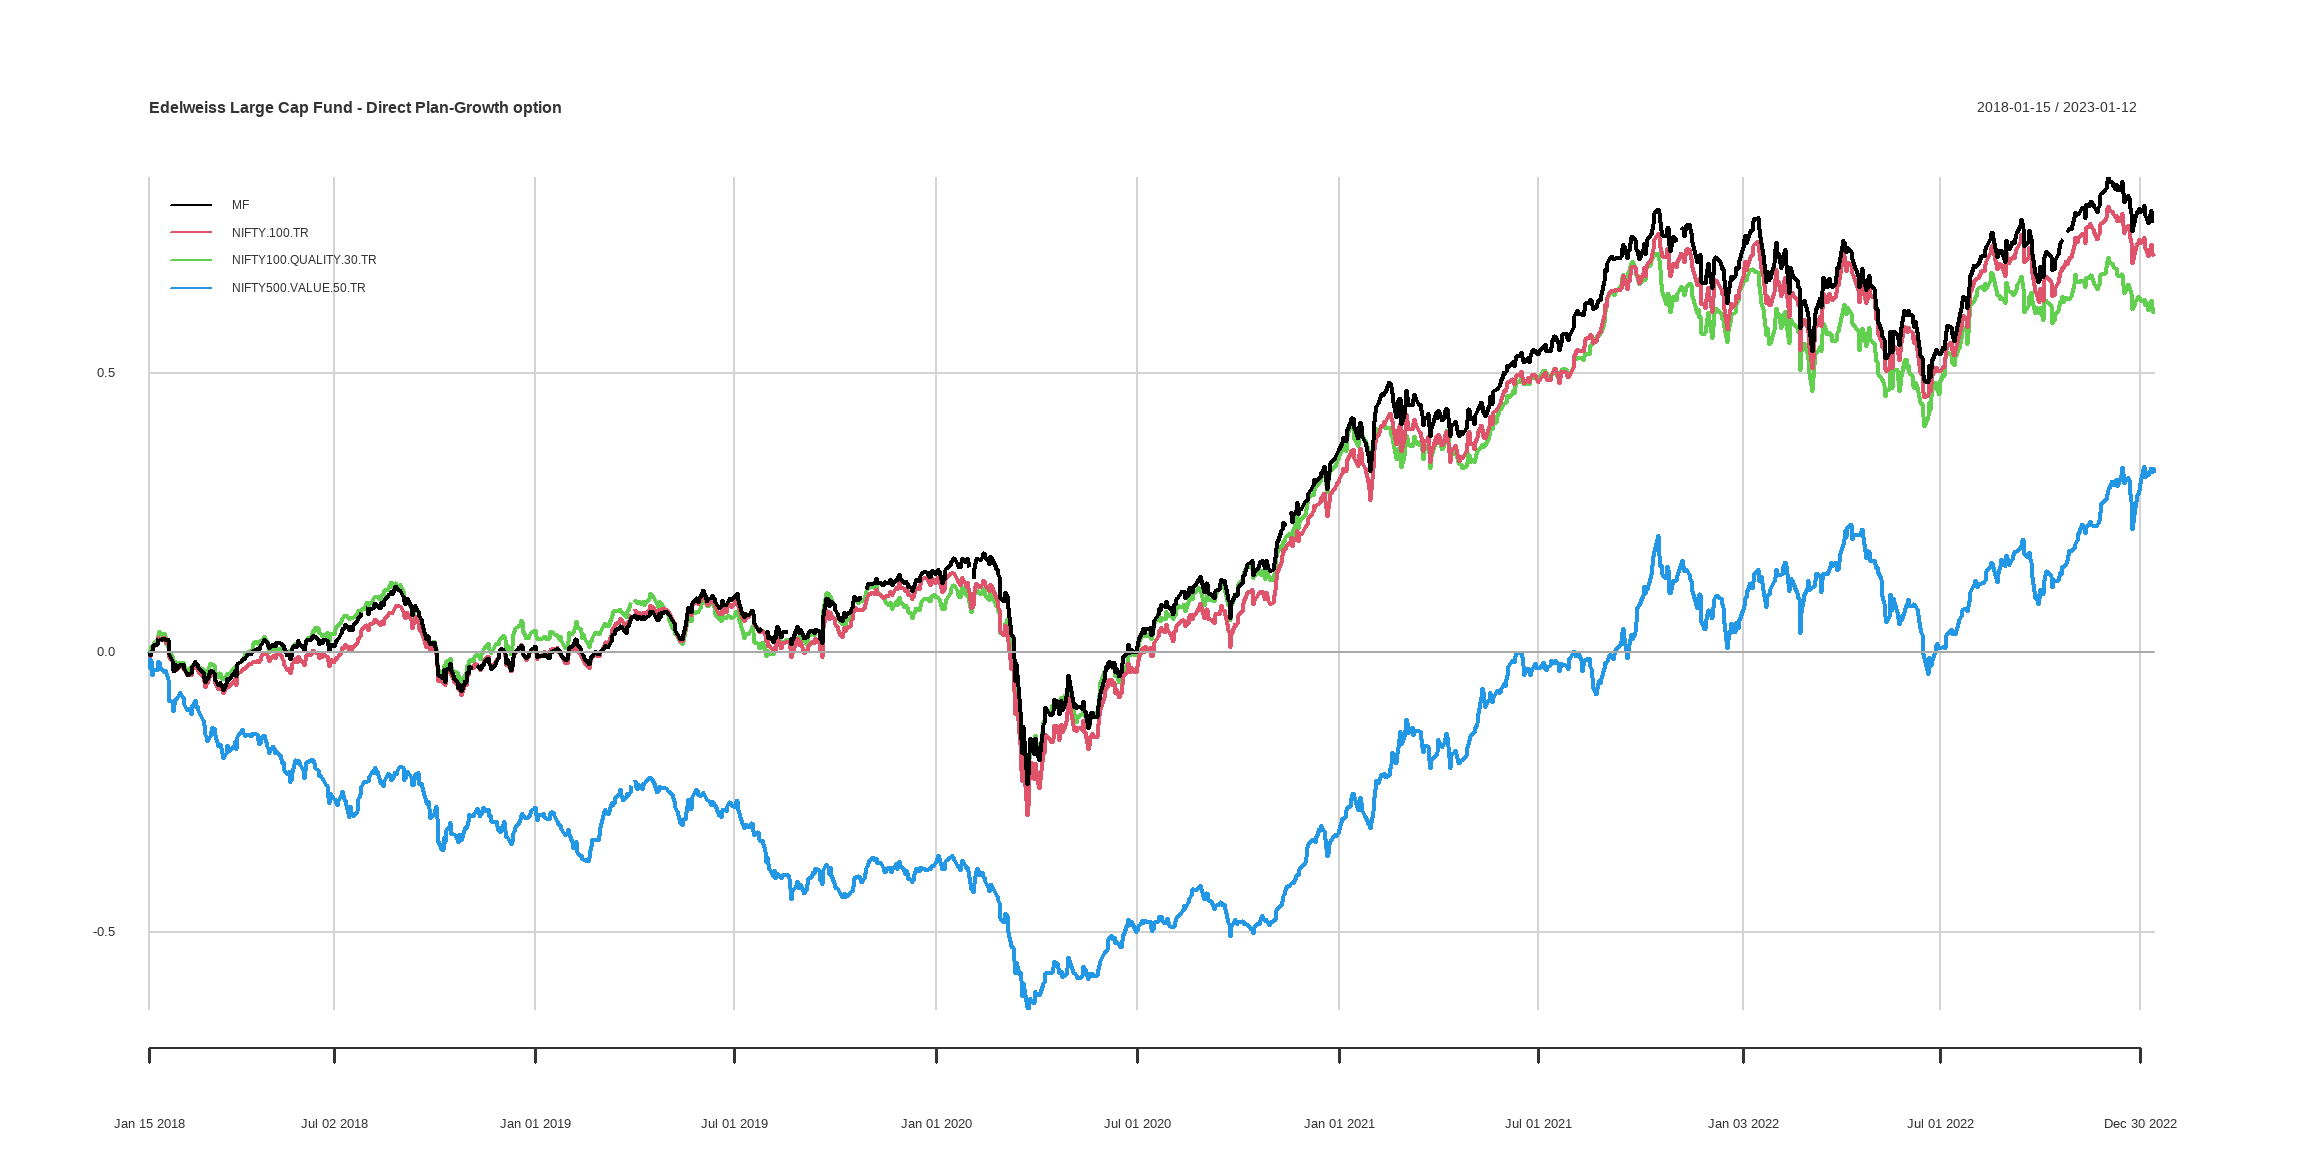 Edelweiss Large Cap Fund - Direct Plan-Growth option
2018-01-15 / 2023-01-12
MF
NIFTY.100.TR
NIFTY100.QUALITY.30.TR
NIFTY500.VALUE.50.TR
0.5
0.0
-0.5
Jan 15 2018 Jul 02 2018 Jan 01 2019 Jul 01 2019 Jan 01 2020 Jul 01 2020 Jan 01 2021 Jul 01 2021 Jan 03 2022 Jul 01 2022 Dec 30 2022